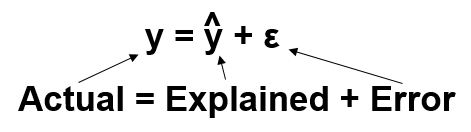 y = ŷ + ε
Actual = Explained + Error